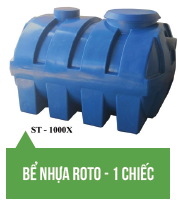 ST - 1000X
BỂ NHỰA ROTO - 1 CHIẾC